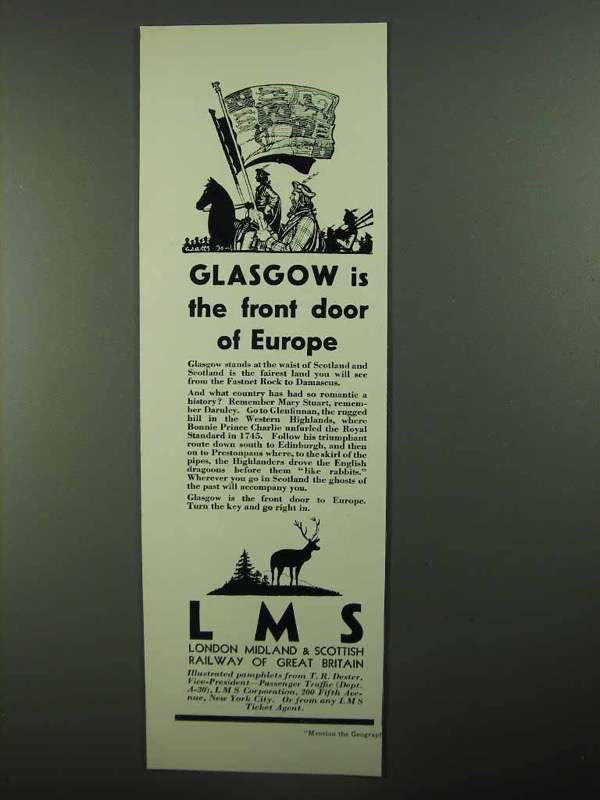 GLASGOW is
the front door
of Europe
Glasgow stands at the waist of Scotland and
Scotland is the fairest land you will see
from the Fastnet Rock to Damascus.
And what country has had so romantic a
history? Remember Mary Stuart, remem-
ber Darnley. Go to Glenfinnan, the rugged
hill in the Western Highlands, where
Bonnie Prince Charlie unfurled the Royal
Standard in 1745. Follow his triumphant
route down south to Edinburgh, and then
on to Prestonpans where, to the skirl of the
pipes, the Highlanders drove the English
dragoons before them "like rabbits."
Wherever you go in Scotland the ghosts of
the past will accompany you.
Glasgow is the front door to Europe.
Turn the key and go right in.
L M S
LONDON MIDLAND & SCOTTISH
RAILWAY OF GREAT BRITAIN
Illustrated pamphlets from T. R. Dester,
Vice-President—Passenger Traffic (Dept.
A-30), L M S Corporation, 200 Fifth Ave-
nue, New York City. Or from any L M S
Ticket Agent.
"Mention the Geograph